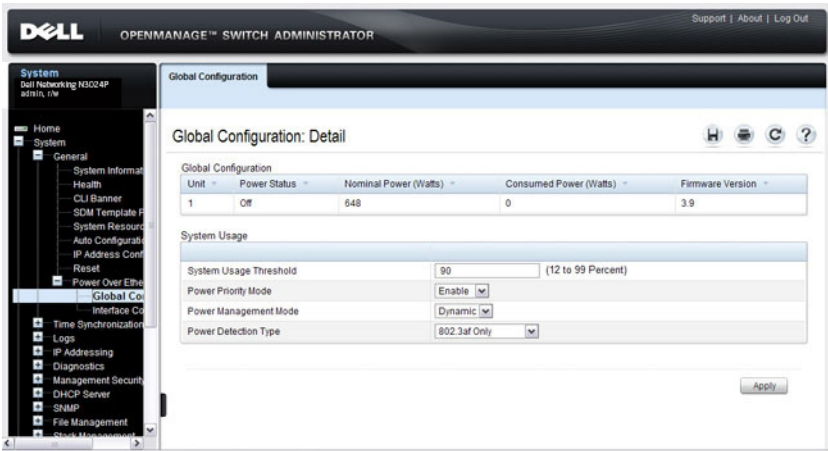 Support | About | Log Out
DELL OPENMANAGE™ SWITCH ADMINISTRATOR
System
Dell Networking N3024P
admin, r/w
Home
System
General
System Informat
Health
CLI Banner
SDM Template P
System Resourc
Auto Configuratio
IP Address Conf
Reset
Power Over Ethe
Global Co
Interface Co
Time Synchronization
Logs
IP Addressing
Diagnostics
Management Security
DHCP Server
SNMP
File Management
Stack Management
Global Configuration
Global Configuration: Detail
Global Configuration
Unit Power Status Nominal Power (Watts) Consumed Power (Watts) Firmware Version
1 Off 648 0 3.9
System Usage
System Usage Threshold 90 (12 to 99 Percent)
Power Priority Mode Enable
Power Management Mode Dynamic
Power Detection Type 802.3af Only
Apply